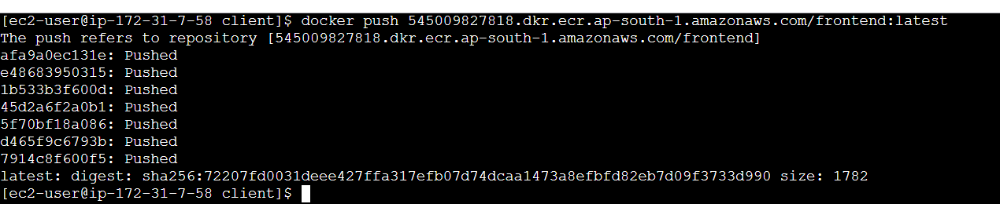 [ec2-user@ip-172-31-7-58 client]$ docker push 545009827818.dkr.ecr.ap-south-1.amazonaws.com/frontend:latest
The push refers to repository [545009827818.dkr.ecr.ap-south-1.amazonaws.com/frontend]
afa9a0ec131e: Pushed
e48683950315: Pushed
1b533b3f600d: Pushed
45d2a6f2a0b1: Pushed
5f70bf18a086: Pushed
d465f9c6793b: Pushed
7914c8f600f5: Pushed
latest: digest: sha256:72207fd0031deee427ffa317efb07d74dcaa1473a8efbfd82eb7d09f3733d990 size: 1782
[ec2-user@ip-172-31-7-58 client]$